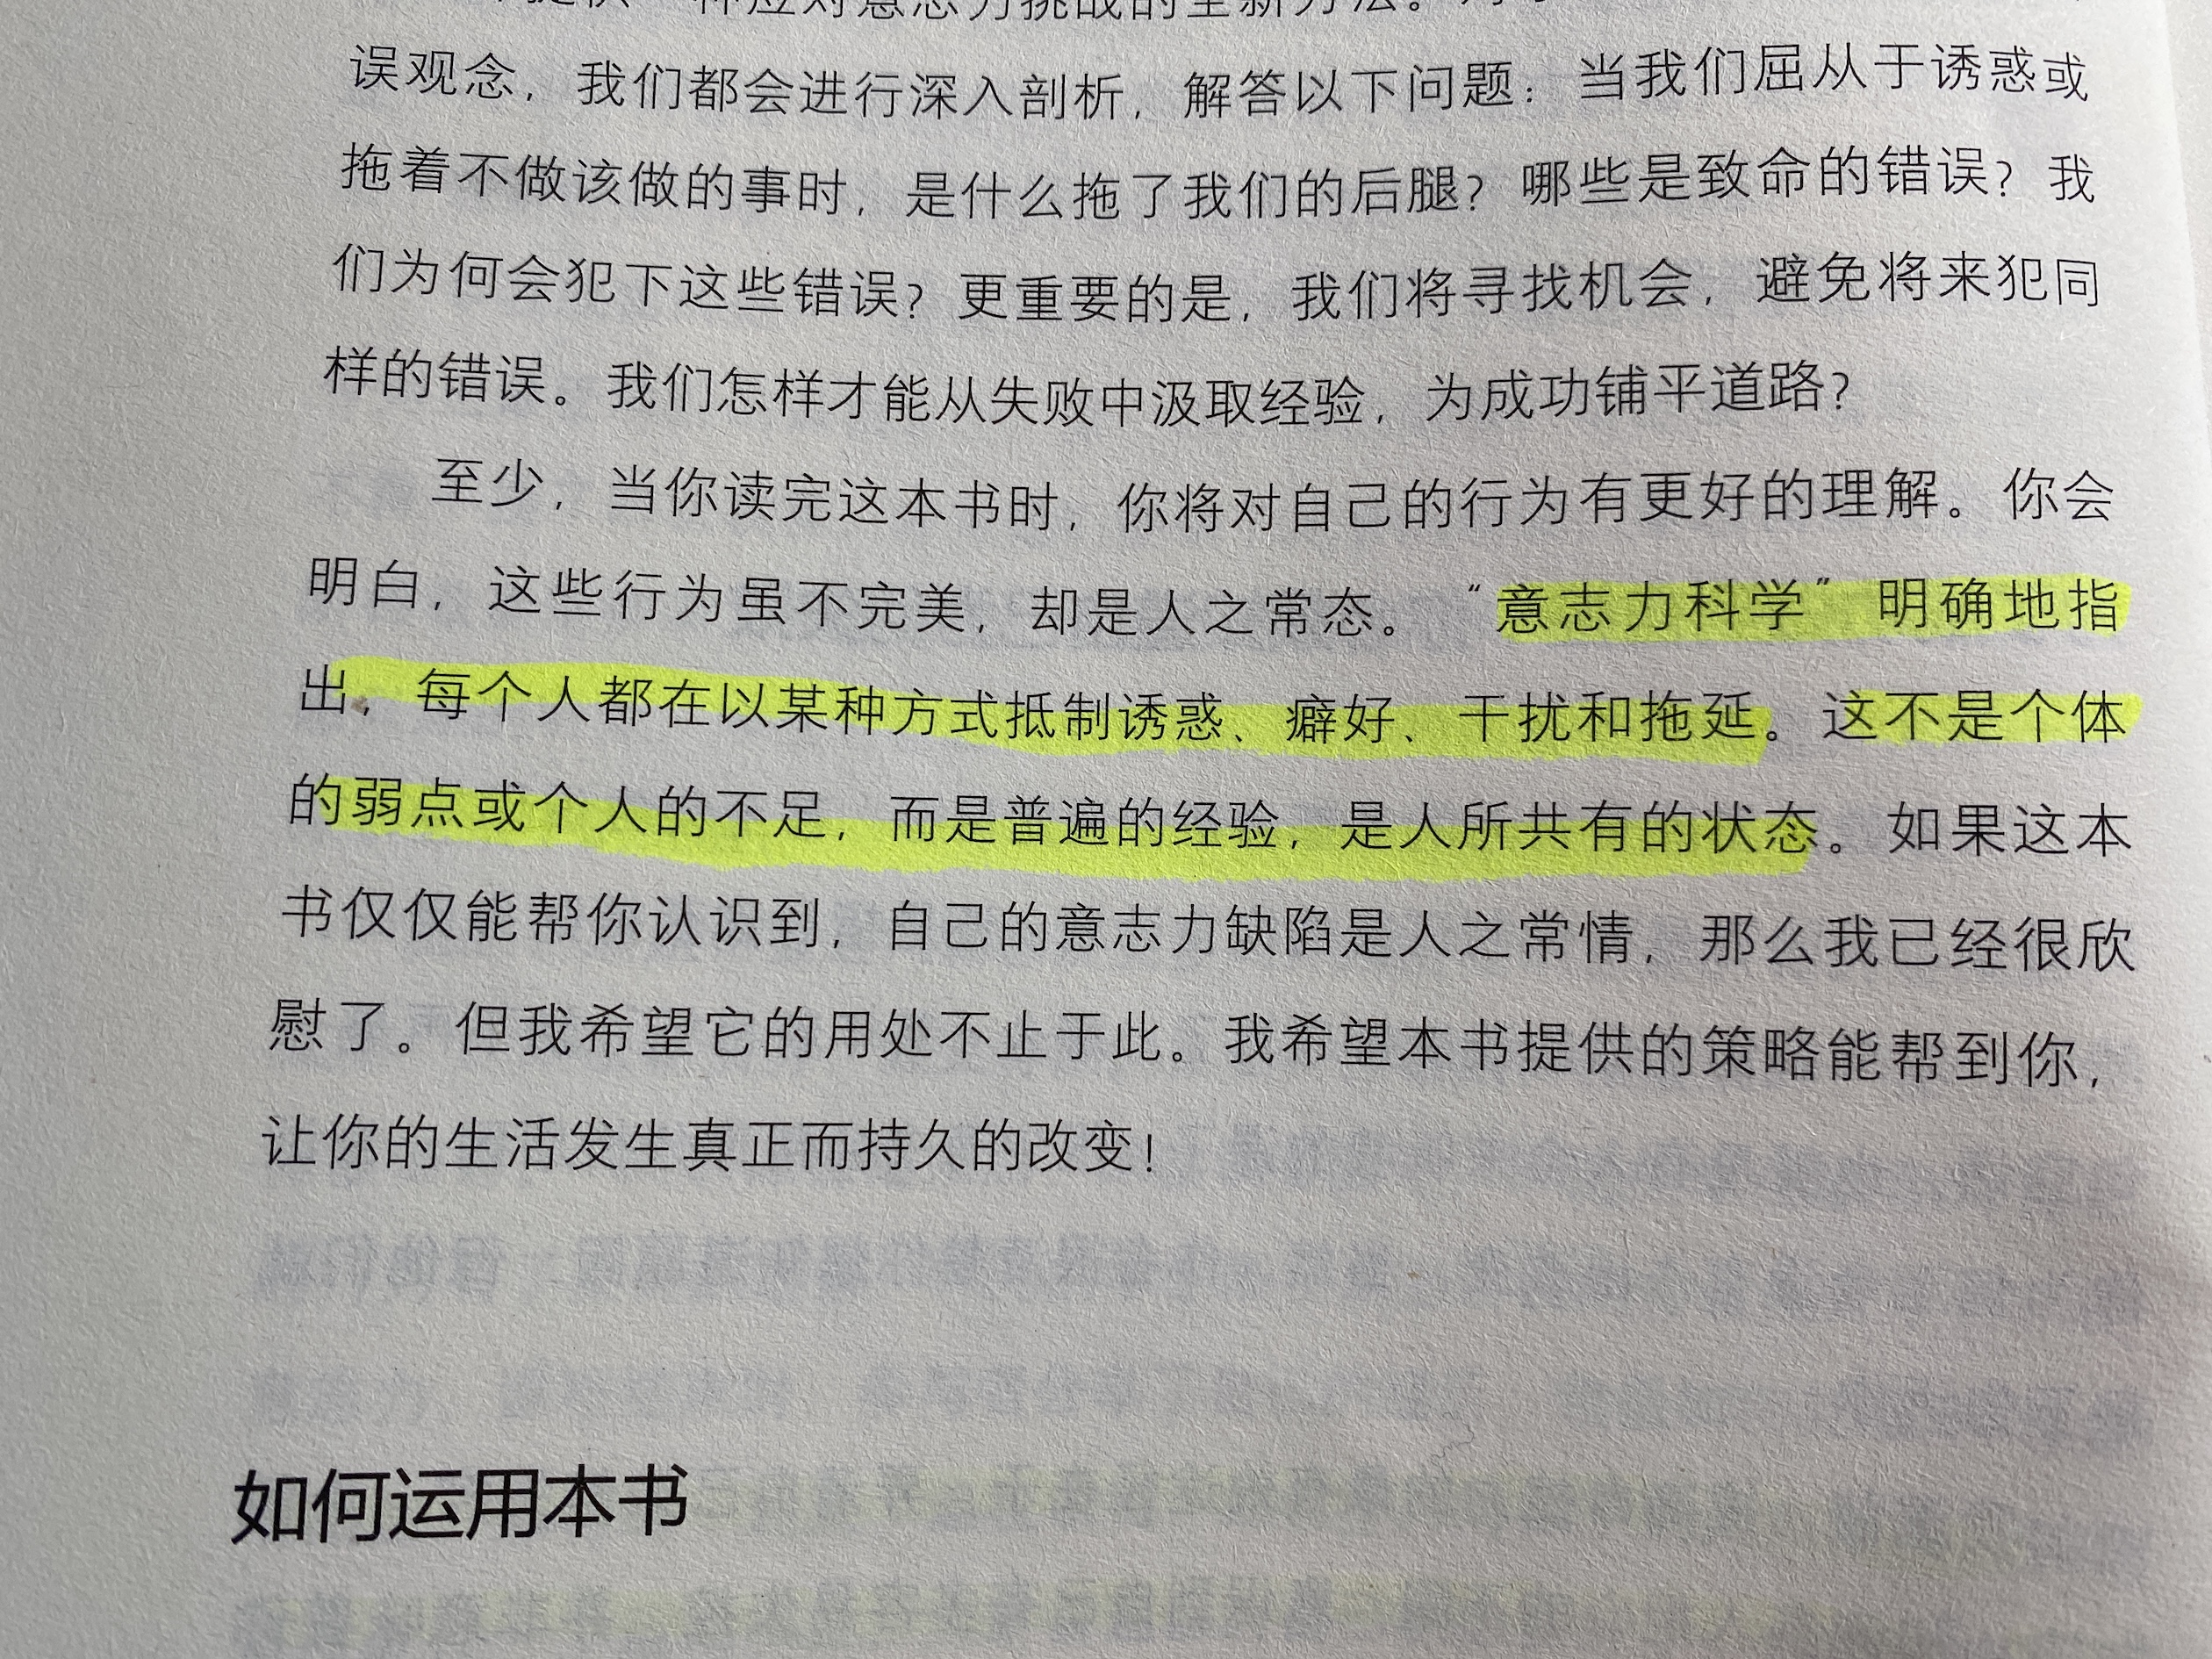 种应对意志力挑战的全新方法。
误观念，我们都会进行深入剖析，解答以下问题：当我们屈从于诱惑或
拖着不做该做的事时，是什么拖了我们的后腿？哪些是致命的错误？我
们为何会犯下这些错误？更重要的是，我们将寻找机会，避免将来犯同
样的错误。我们怎样才能从失败中汲取经验，为成功铺平道路？
至少，当你读完这本书时，你将对自己的行为有更好的理解。你会
明白，这些行为虽不完美，却是人之常态。“意志力科学”明确地指
出，每个人都在以某种方式抵制诱惑、癖好、干扰和拖延。这不是个体
的弱点或个人的不足，而是普遍的经验，是人所共有的状态。如果这本
书仅仅能帮你认识到，自己的意志力缺陷是人之常情，那么我已经很欣
慰了。但我希望它的用处不止于此。我希望本书提供的策略能帮到你，
让你的生活发生真正而持久的改变！
如何运用本书